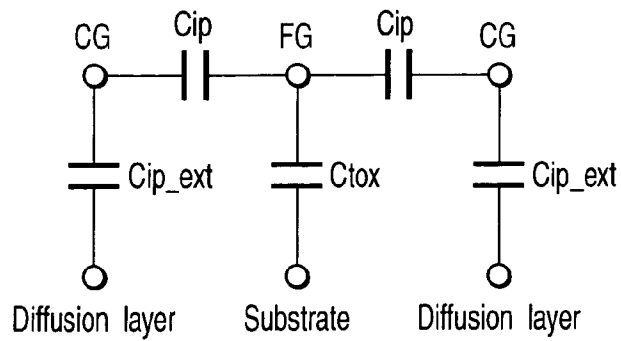 Cip Cip
CG FG CG
Cip_ext Ctox Cip_ext
Diffusion layer Substrate Diffusion layer